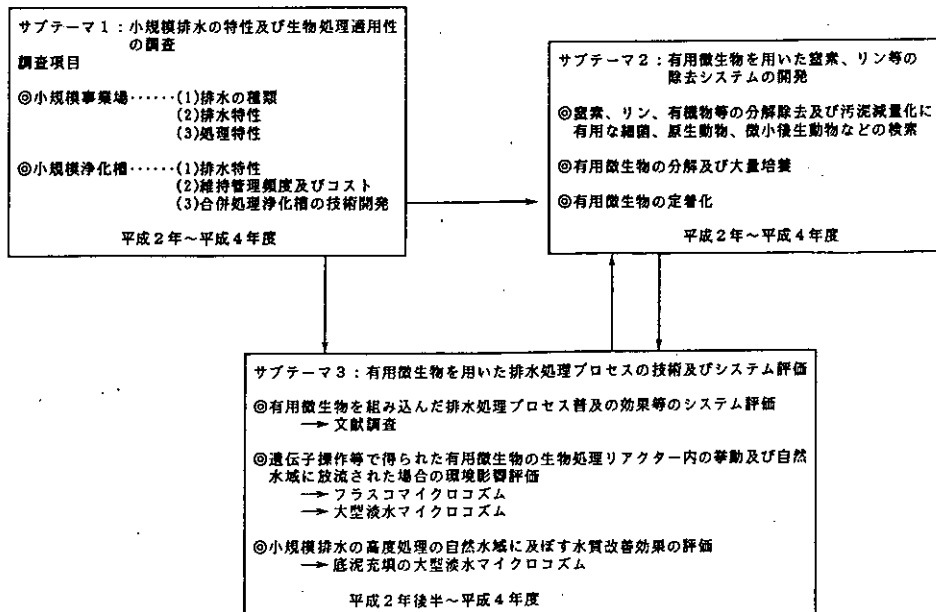 サブテーマ1：小規模排水の特性及び生物処理適用性
の調査
調査項目
◎小規模事業場……(1)排水の種類
(2)排水特性
(3)処理特性
◎小規模浄化槽……(1)排水特性
(2)維持管理頻度及びコスト
(3)合併処理浄化槽の技術開発
平成2年～平成4年度
サブテーマ2：有用微生物を用いた窒素、リン等の
除去システムの開発
◎窒素、リン、有機物等の分解除去及び汚泥減量化に
有用な細菌、原生動物、微小後生動物などの検索
◎有用微生物の分解及び大量培養
◎有用微生物の定着化
平成2年～平成4年度
サブテーマ3：有用微生物を用いた排水処理プロセスの技術及びシステム評価
◎有用微生物を組み込んだ排水処理プロセス普及の効果等のシステム評価
→ 文献調査
◎遺伝子操作等で得られた有用微生物の生物処理リアクター内の挙動及び自然
水域に放流された場合の環境影響評価
→ フラスコマイクロコズム
→ 大型淡水マイクロコズム
◎小規模排水の高度処理の自然水域に及ぼす水質改善効果の評価
→ 底泥充填の大型淡水マイクロコズム
平成2年後半～平成4年度